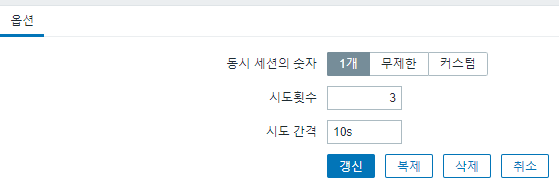 옵션
동시 세션의 숫자 1개 무제한 커스텀
시도횟수 3
시도 간격 10s
갱신 복제 삭제 취소